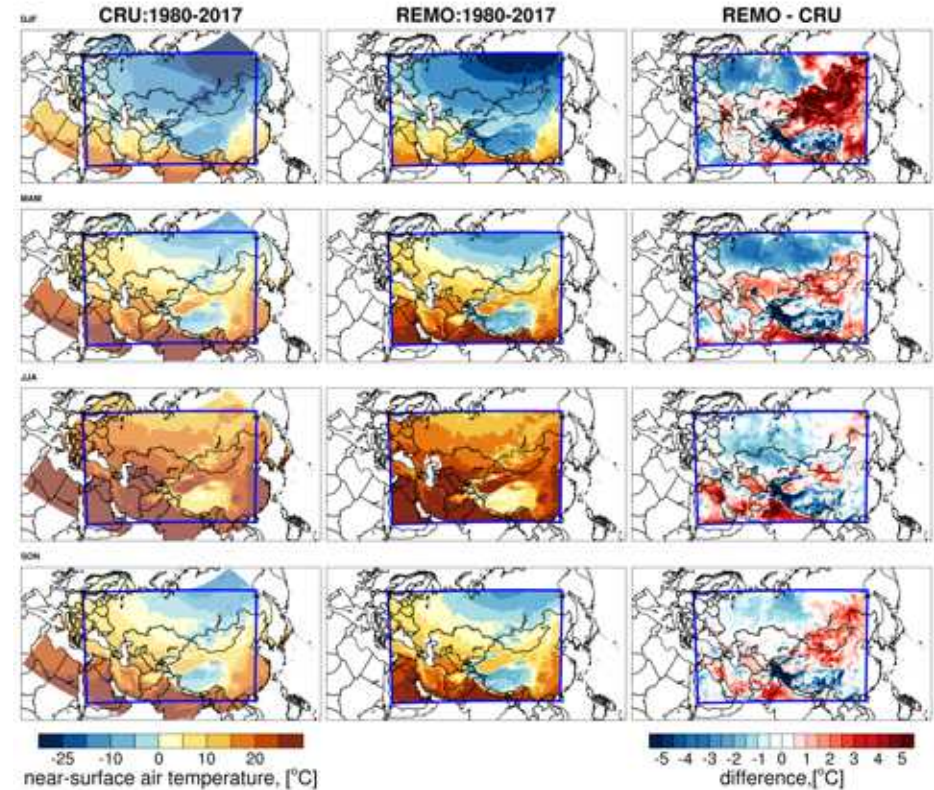 CRU:1980-2017 REMO:1980-2017 REMO - CRU
DJF
MAM
JJA
SON
-25 -10 0 10 20
near-surface air temperature, [°C]
-5 -4 -3 -2 -1 0 1 2 3 4 5
difference,[°C]